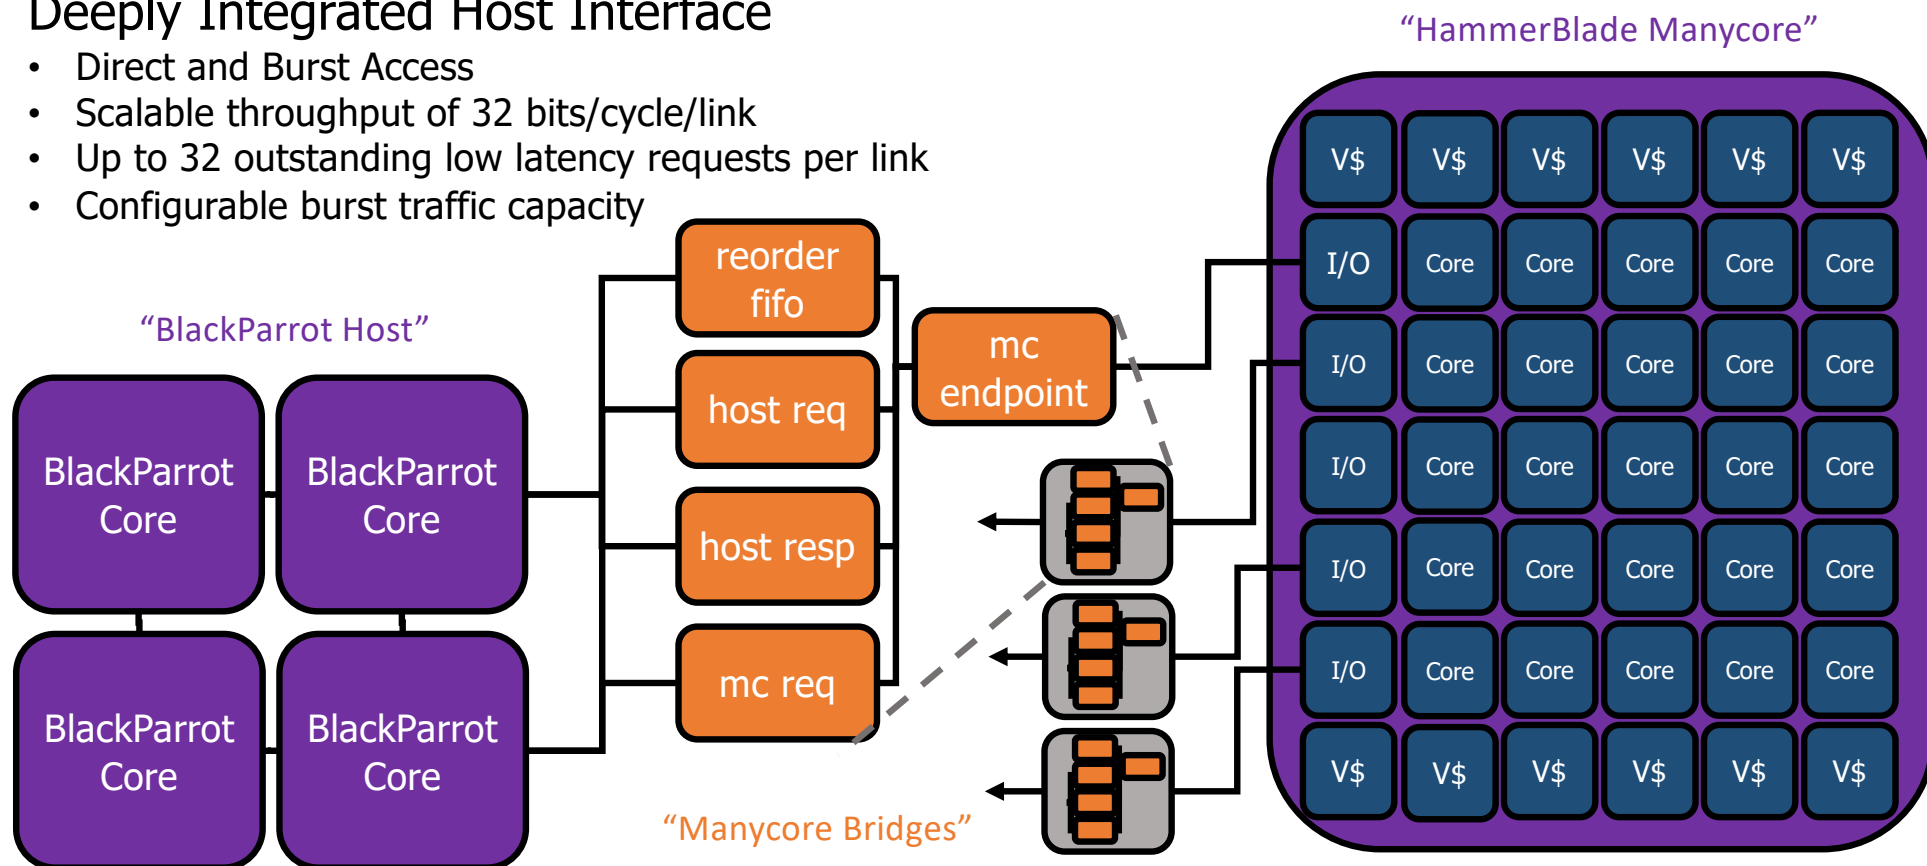 Deeply Integrated Host Interface
• Direct and Burst Access
• Scalable throughput of 32 bits/cycle/link
• Up to 32 outstanding low latency requests per link
• Configurable burst traffic capacity
“BlackParrot Host”
BlackParrot
Core
BlackParrot
Core
BlackParrot
Core
BlackParrot
Core
reorder
fifo
host req
host resp
mc req
mc
endpoint
“Manycore Bridges”
“HammerBlade Manycore”
V$ V$ V$ V$ V$ V$
I/O Core Core Core Core Core
I/O Core Core Core Core Core
I/O Core Core Core Core Core
I/O Core Core Core Core Core
I/O Core Core Core Core Core
V$ V$ V$ V$ V$ V$